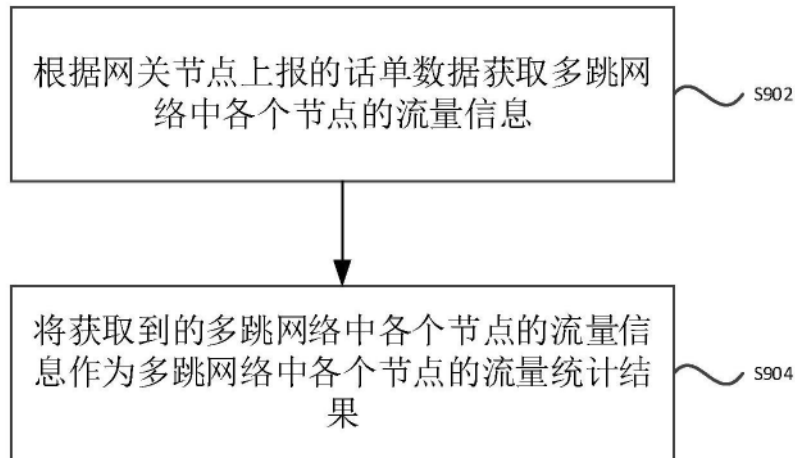 根据网关节点上报的话单数据获取多跳网
络中各个节点的流量信息
S902
将获取到的多跳网络中各个节点的流量信
息作为多跳网络中各个节点的流量统计结
果
S904